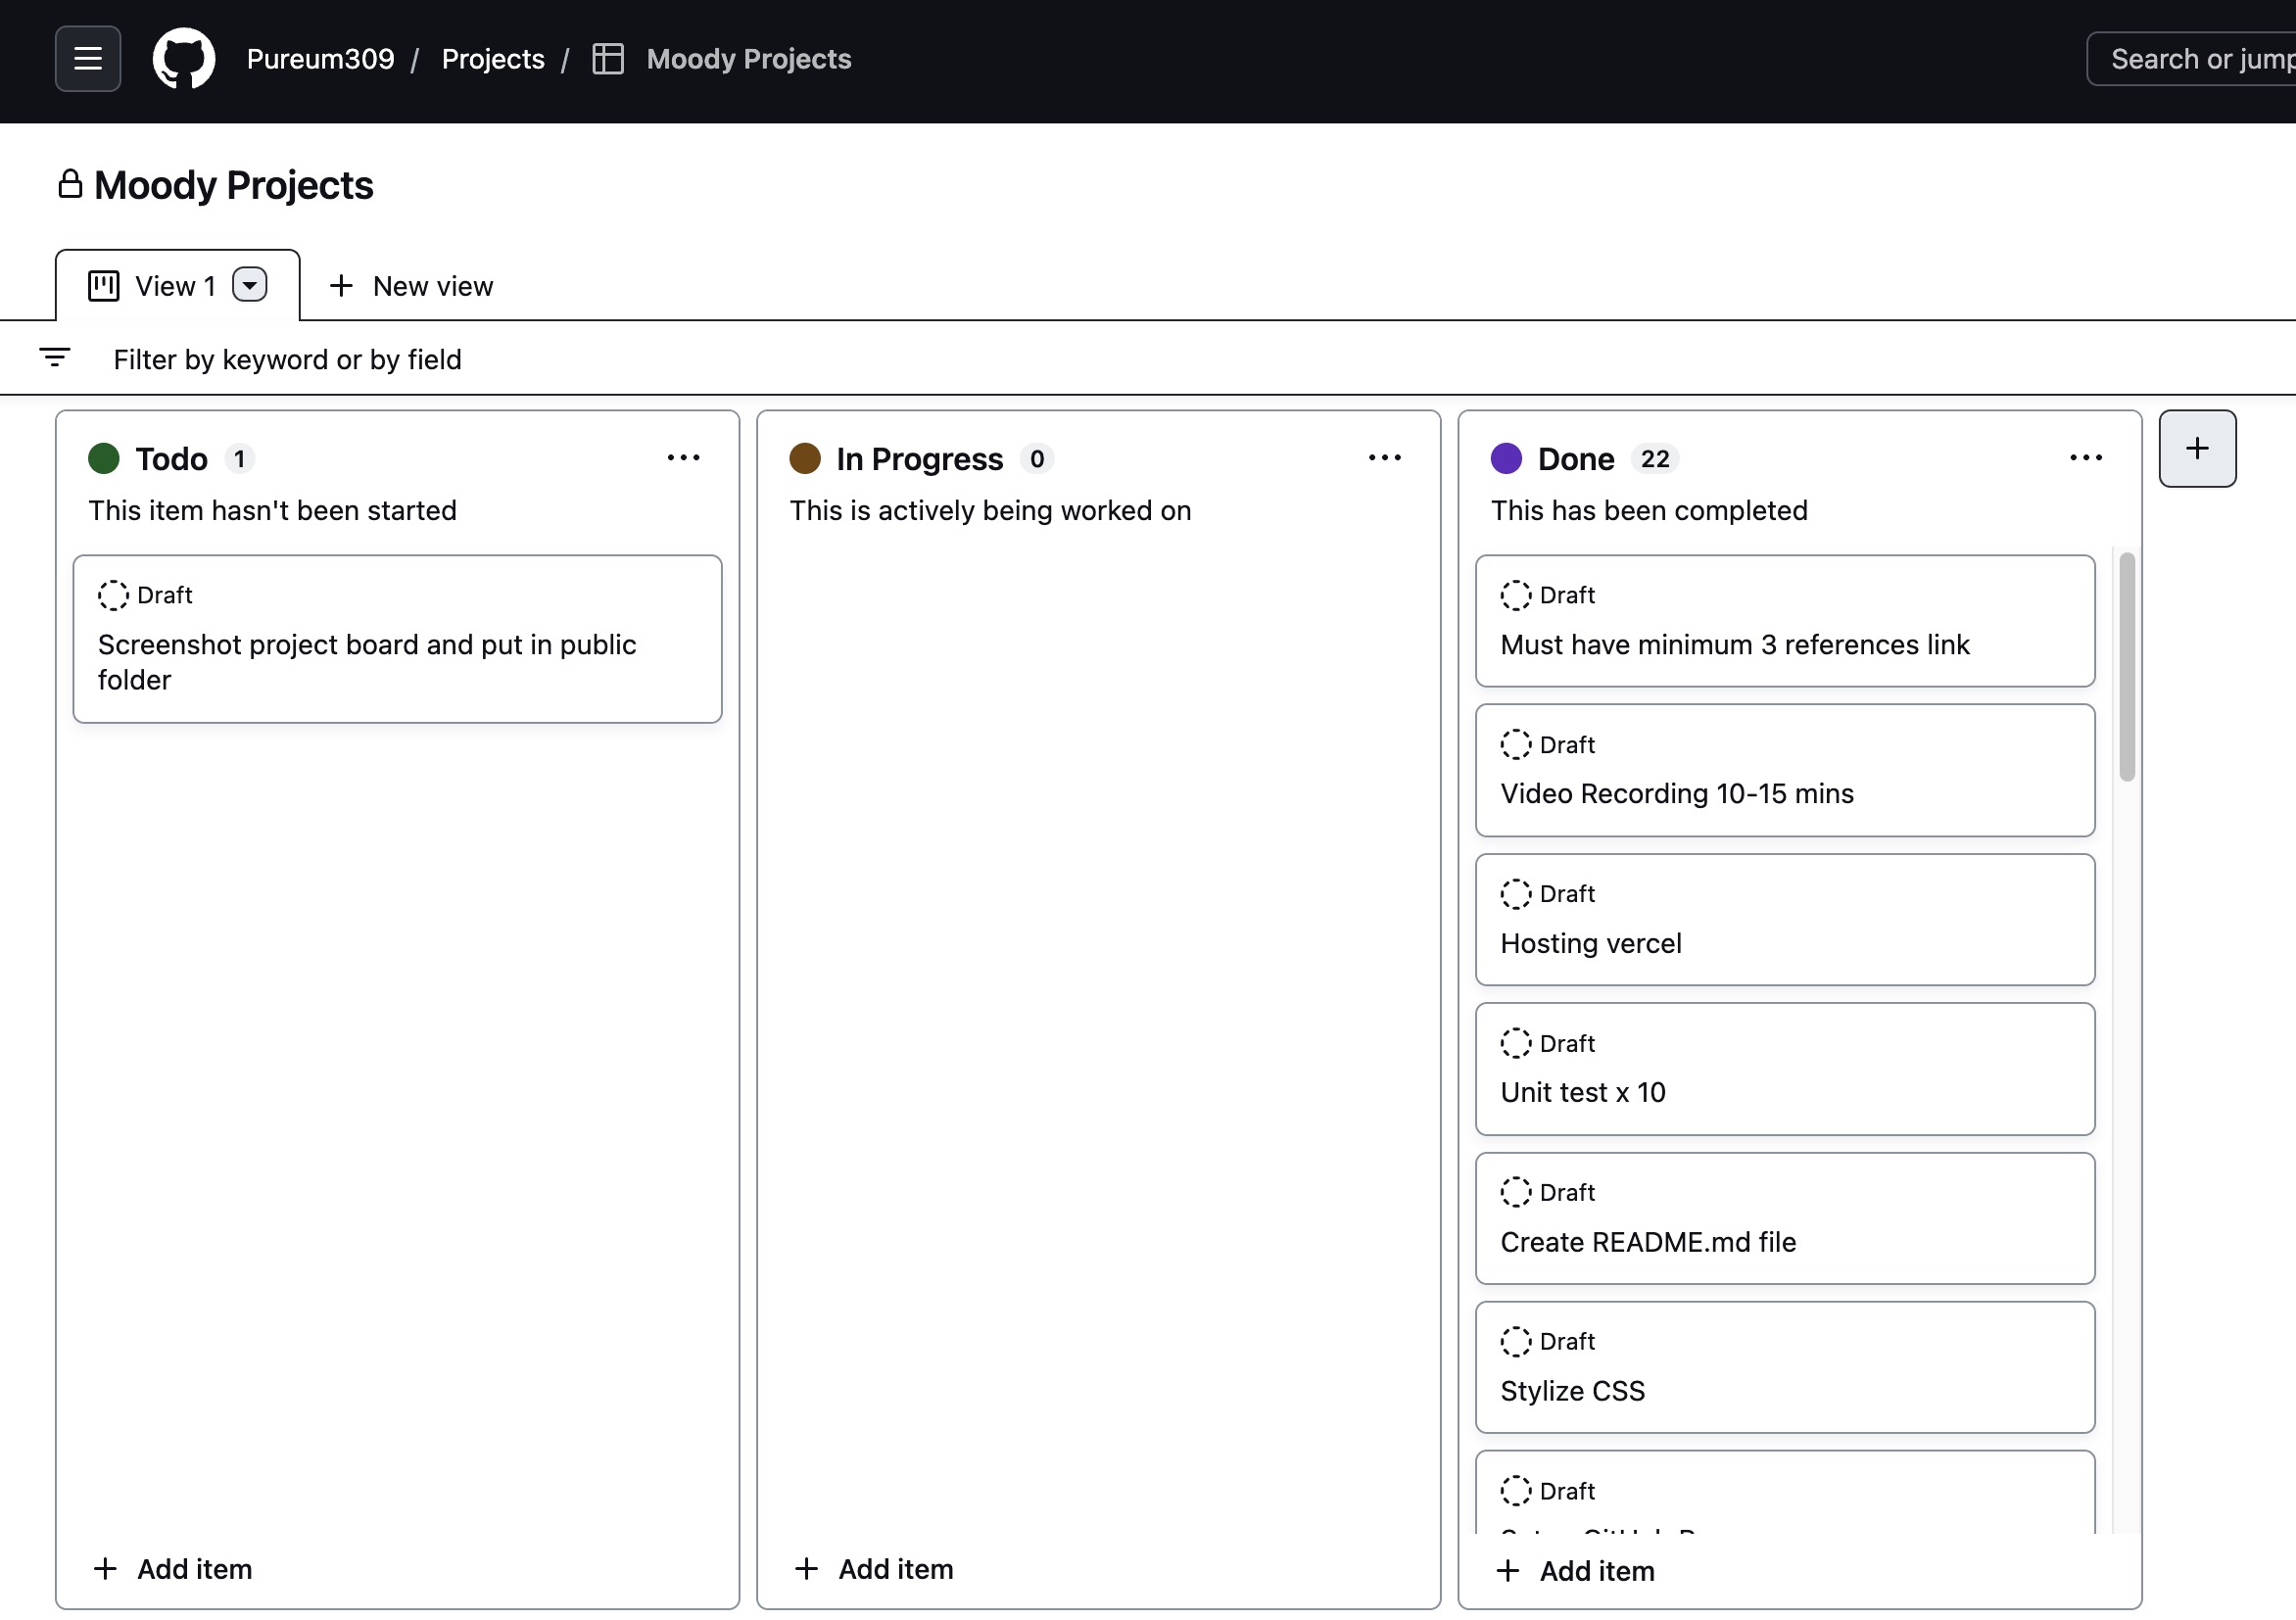 Pureum309 / Projects / Moody Projects
Search or jump
Moody Projects
View 1
New view
Filter by keyword or by field
Todo 1
This item hasn't been started
Draft
Screenshot project board and put in public
folder
Add item
In Progress 0
This is actively being worked on
Add item
Done 22
This has been completed
Draft
Must have minimum 3 references link
Draft
Video Recording 10-15 mins
Draft
Hosting vercel
Draft
Unit test x 10
Draft
Create README.md file
Draft
Stylize CSS
Draft
Add item